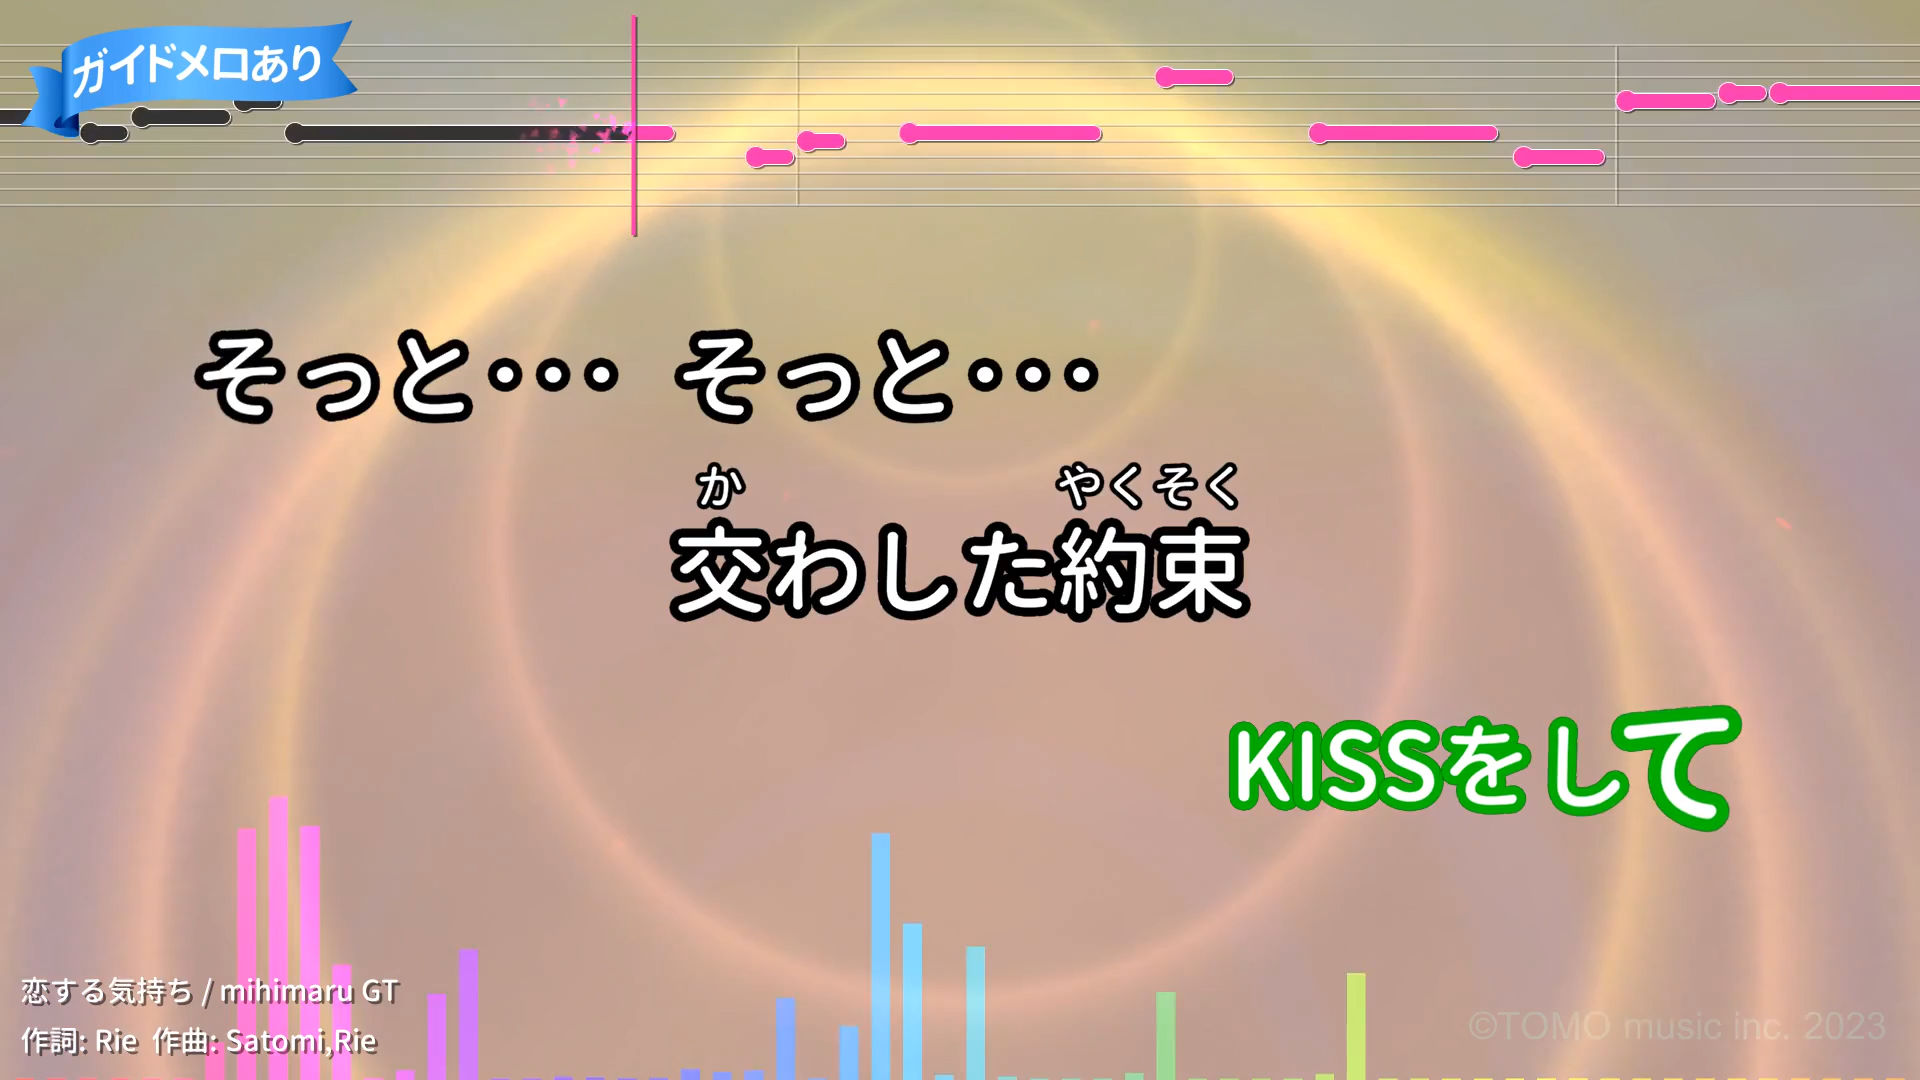 ガイドメロあり
そっと・・・ そっと・・・
か やくそく
交わした約束
KISSをして
恋する気持ち / mihimaru GT
作詞: Rie 作曲: Satomi,Rie
©TOMO music inc. 2023